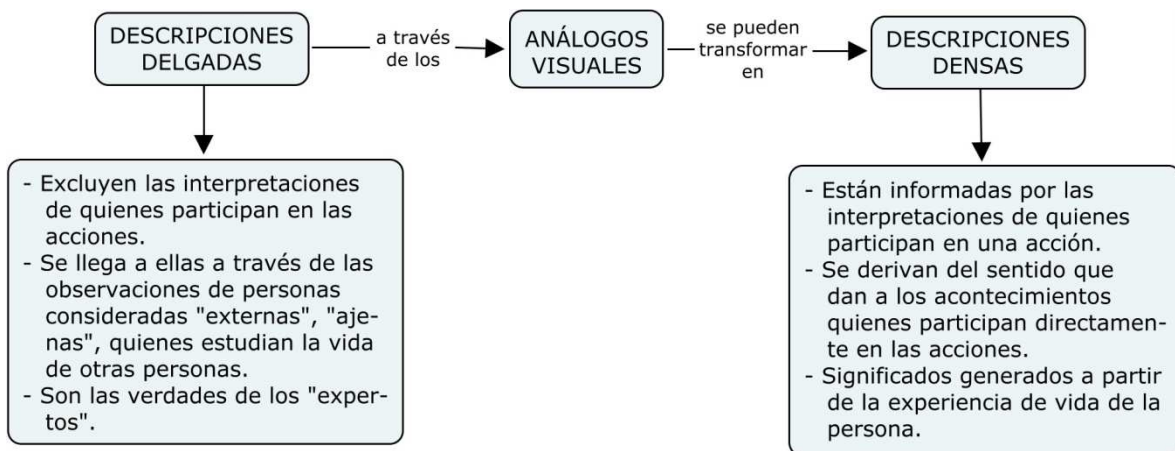 DESCRIPCIONES
DELGADAS
a través
de los
ANÁLOGOS
VISUALES
se pueden
transformar
en
DESCRIPCIONES
DENSAS
- Excluyen las interpretaciones
de quienes participan en las
acciones.
- Se llega a ellas a través de las
observaciones de personas
consideradas "externas", "aje-
nas", quienes estudian la vida
de otras personas.
- Son las verdades de los "exper-
tos".
- Están informadas por las
interpretaciones de quienes
participan en una acción.
- Se derivan del sentido que
dan a los acontecimientos
quienes participan directamen-
te en las acciones.
- Significados generados a partir
de la experiencia de vida de la
persona.